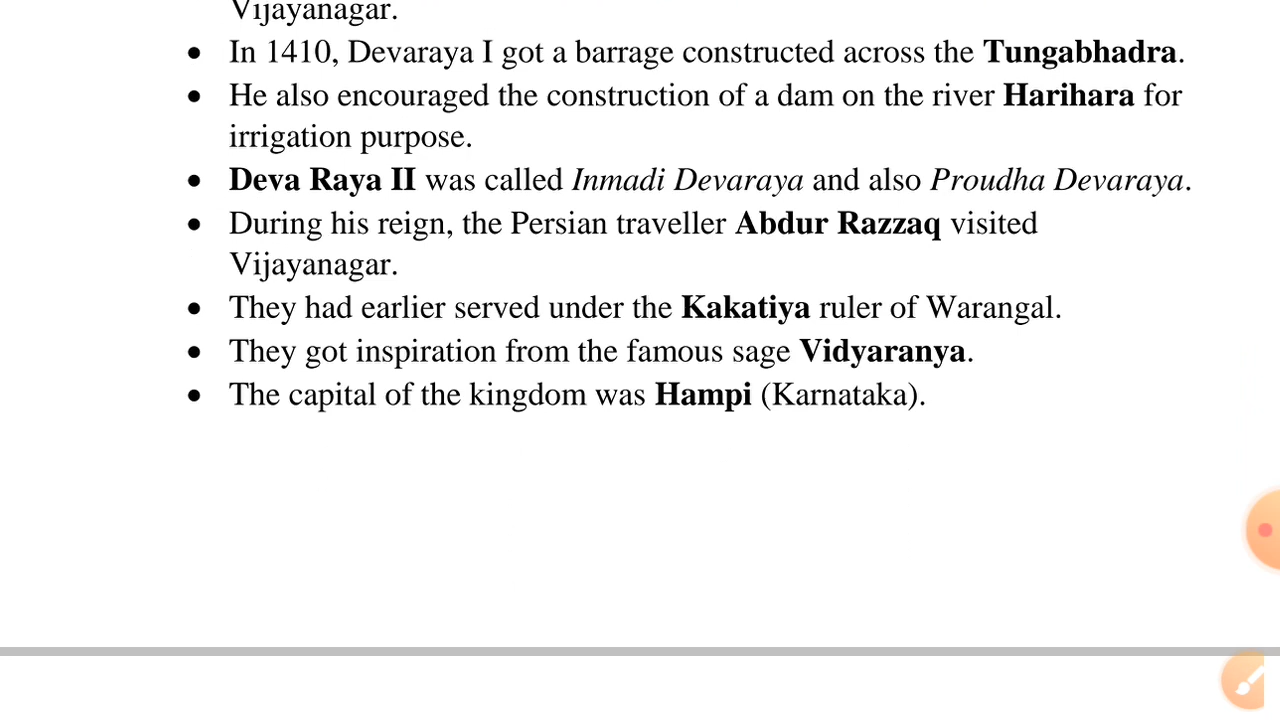 Vijayanagar.
• In 1410, Devaraya I got a barrage constructed across the Tungabhadra.
• He also encouraged the construction of a dam on the river Harihara for
irrigation purpose.
• Deva Raya II was called Inmadi Devaraya and also Proudha Devaraya.
• During his reign, the Persian traveller Abdur Razzaq visited
Vijayanagar.
• They had earlier served under the Kakatiya ruler of Warangal.
• They got inspiration from the famous sage Vidyaranya.
• The capital of the kingdom was Hampi (Karnataka).